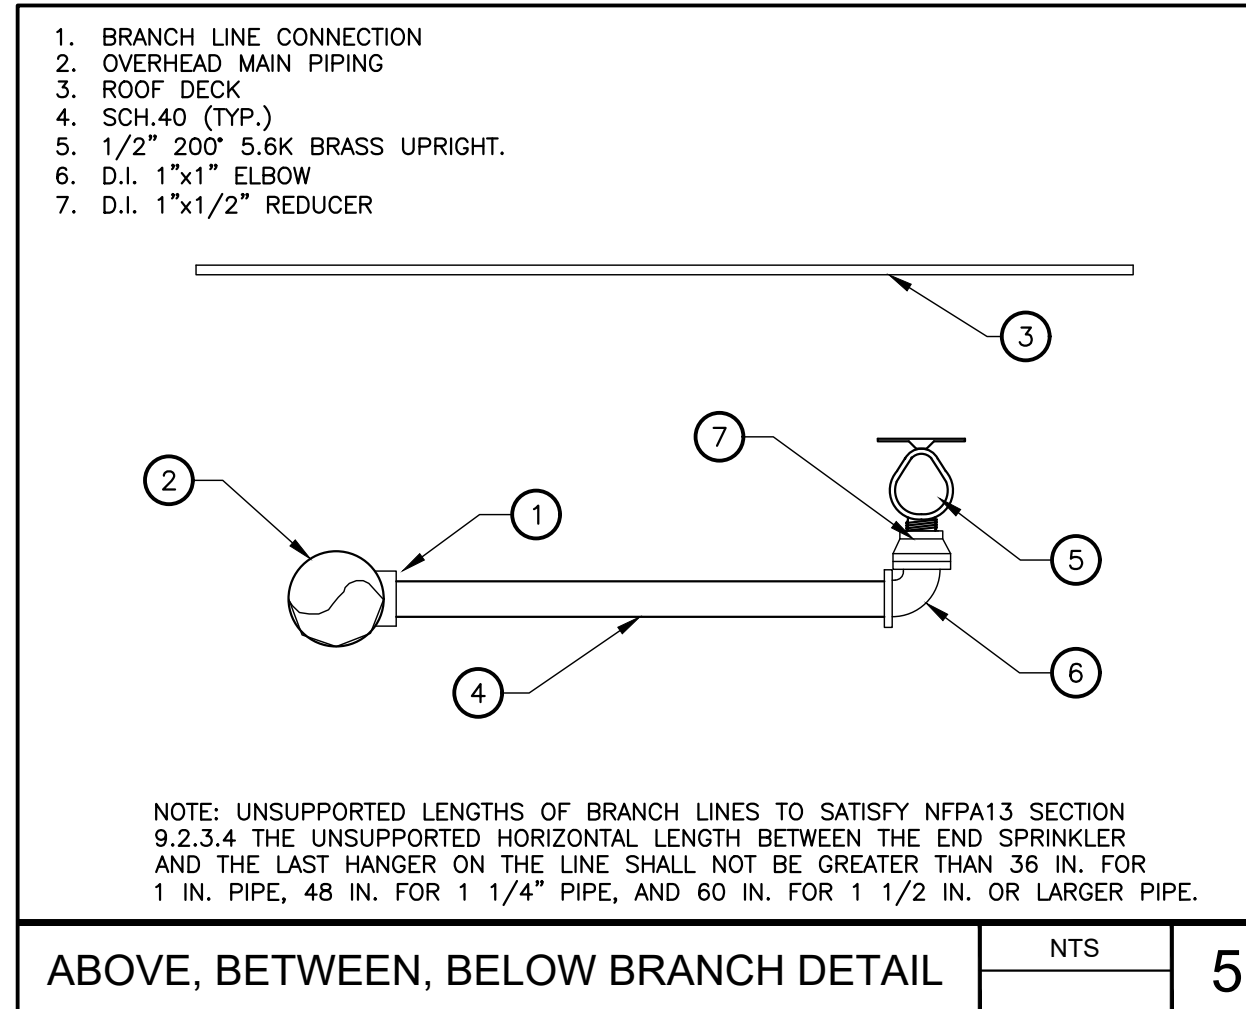 1. BRANCH LINE CONNECTION
2. OVERHEAD MAIN PIPING
3. ROOF DECK
4. SCH.40 (TYP.)
5. 1/2" 200° 5.6K BRASS UPRIGHT.
6. D.I. 1"x1" ELBOW
7. D.I. 1"x1/2" REDUCER
3
7
2
1
5
6
4
NOTE: UNSUPPORTED LENGTHS OF BRANCH LINES TO SATISFY NFPA13 SECTION
9.2.3.4 THE UNSUPPORTED HORIZONTAL LENGTH BETWEEN THE END SPRINKLER
AND THE LAST HANGER ON THE LINE SHALL NOT BE GREATER THAN 36 IN. FOR
1 IN. PIPE, 48 IN. FOR 1 1/4" PIPE, AND 60 IN. FOR 1 1/2 IN. OR LARGER PIPE.
ABOVE, BETWEEN, BELOW BRANCH DETAIL
NTS
5